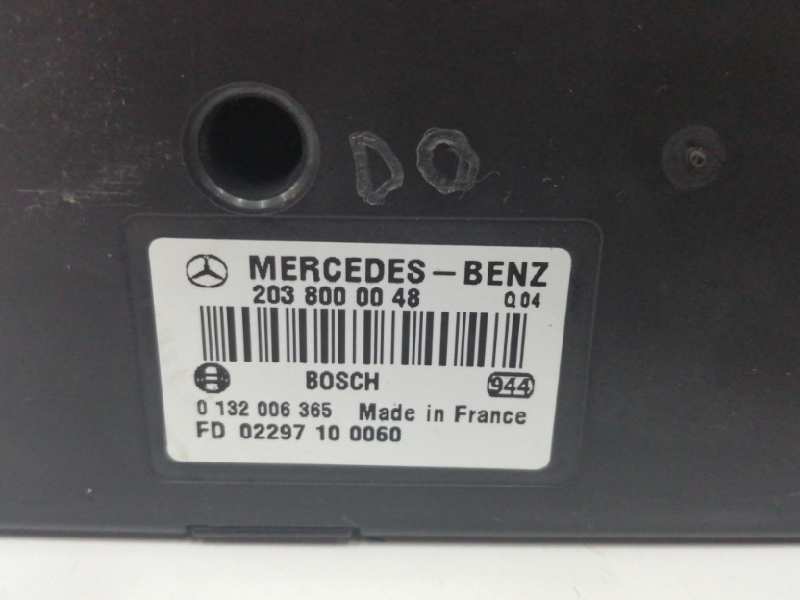 DO
MERCEDES-BENZ
203 800 00 48 Q04
BOSCH 944
0 132 006 365 Made in France
FD 02297 10 0060